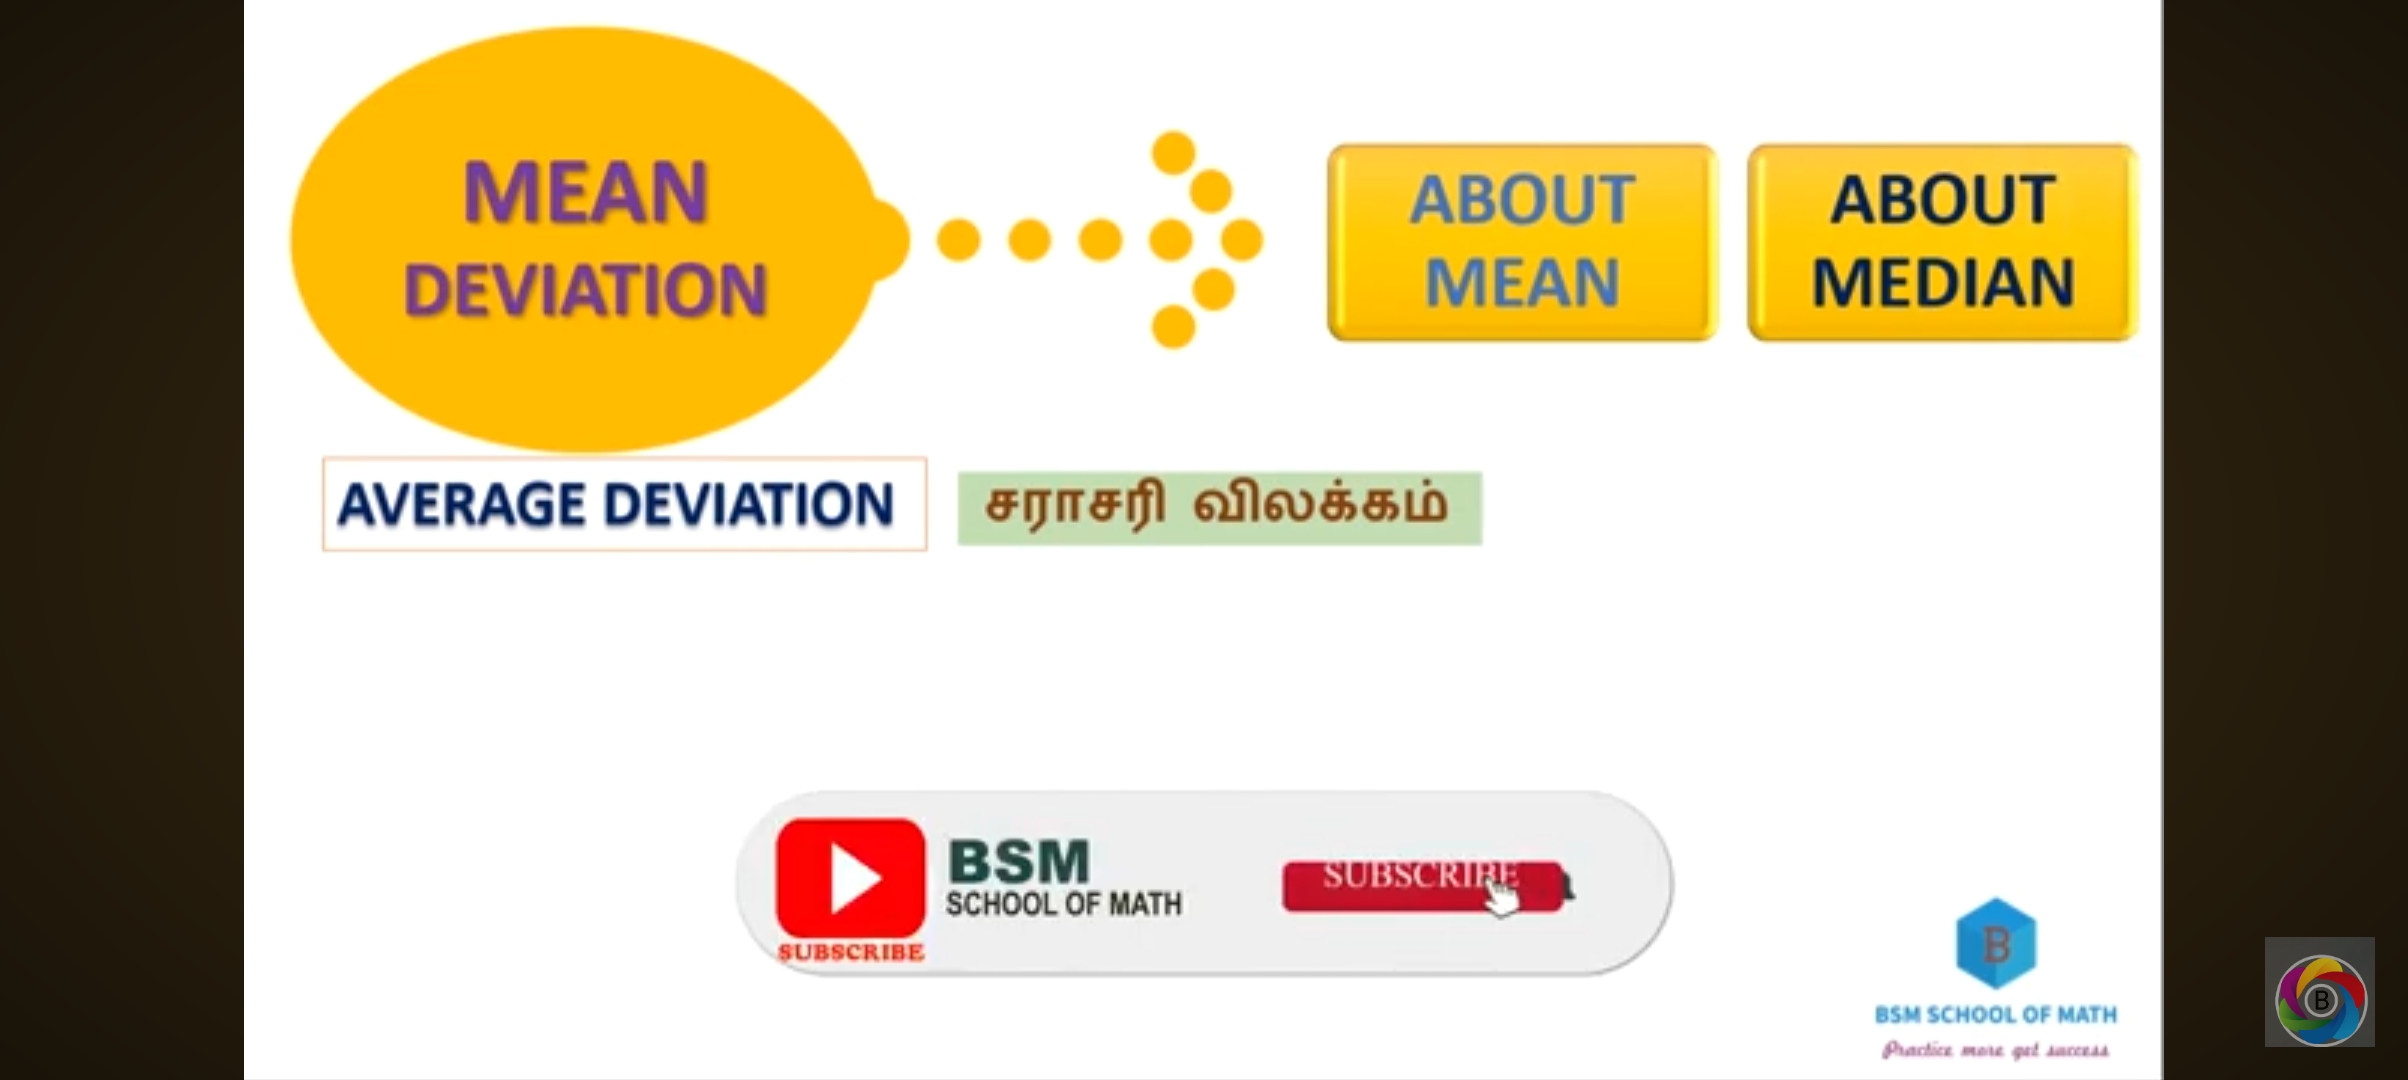 MEAN
DEVIATION
ABOUT
MEAN
ABOUT
MEDIAN
AVERAGE DEVIATION
சராசரி விலக்கம்
BSM
SCHOOL OF MATH
SUBSCRIBE
SUBSCRIBE
B
BSM SCHOOL OF MATH
Practice more get success
B